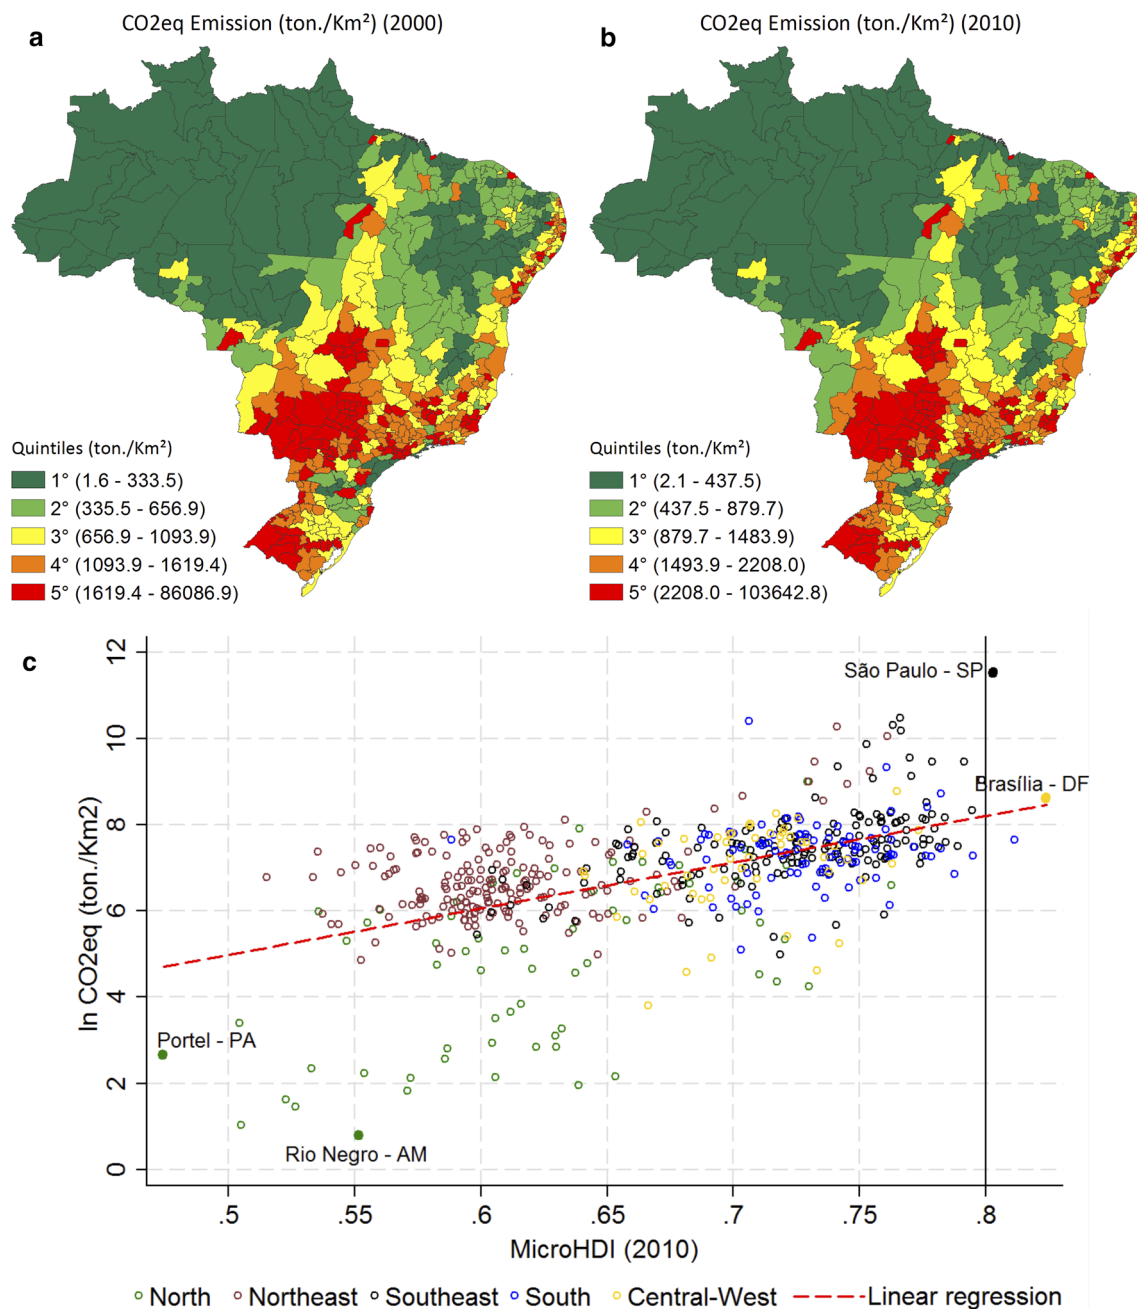 a
CO2eq Emission (ton./Km²) (2000)
b
CO2eq Emission (ton./Km²) (2010)
Quintiles (ton./Km²)
1° (1.6 - 333.5)
2° (335.5 - 656.9)
3° (656.9 - 1093.9)
4° (1093.9 - 1619.4)
5° (1619.4 - 86086.9)
Quintiles (ton./Km²)
1° (2.1 - 437.5)
2° (437.5 - 879.7)
3° (879.7 - 1483.9)
4° (1493.9 - 2208.0)
5° (2208.0 - 103642.8)
c
ln CO2eq (ton./Km2)
12
10
8
6
4
2
0
São Paulo - SP
Brasília - DF
Portel - PA
Rio Negro - AM
.5 .55 .6 .65 .7 .75 .8
MicroHDI (2010)
North Northeast Southeast South Central-West Linear regression